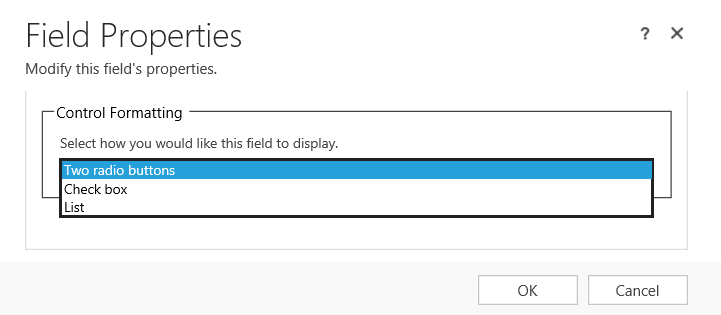 Field Properties
?
Modify this field's properties.
Control Formatting
Select how you would like this field to display.
Two radio buttons
Check box
List
OK
Cancel